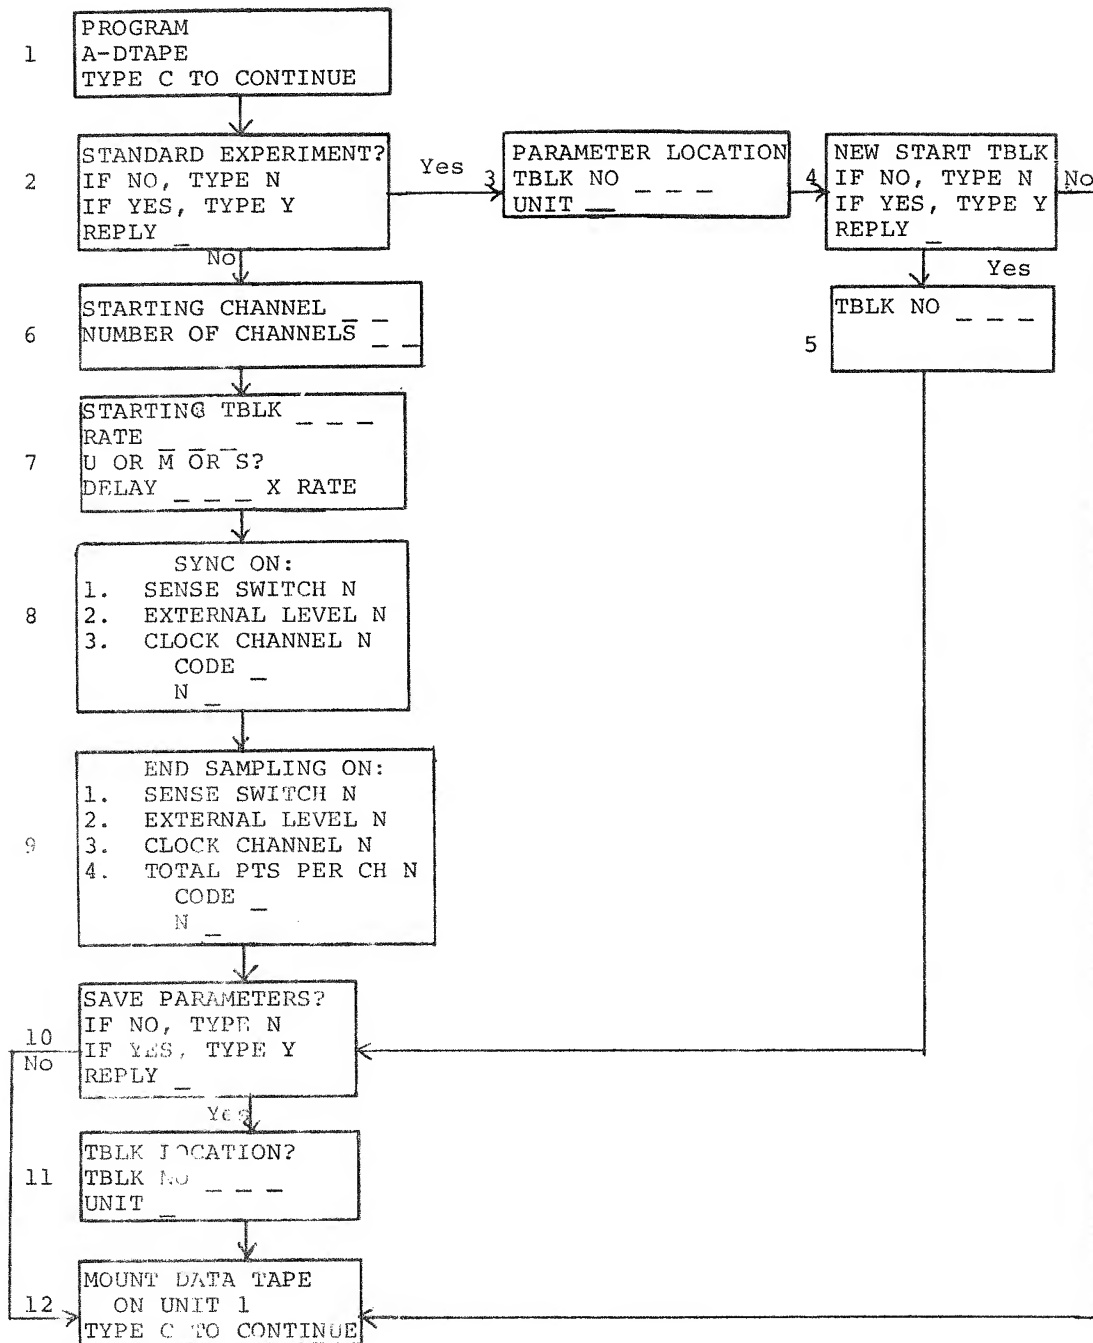 1
PROGRAM
A-DTAPE
TYPE C TO CONTINUE
2
STANDARD EXPERIMENT?
IF NO, TYPE N
IF YES, TYPE Y
REPLY _
Yes
No
3
PARAMETER LOCATION
TBLK NO _ _ _
UNIT _
4
NEW START TBLK
IF NO, TYPE N
IF YES, TYPE Y
REPLY _
No
Yes
5
TBLK NO _ _ _
6
STARTING CHANNEL _ _
NUMBER OF CHANNELS _ _
7
STARTING TBLK _ _ _
RATE _ _ _
U OR M OR S?
DELAY _ _ _ X RATE
8
SYNC ON:
1. SENSE SWITCH N
2. EXTERNAL LEVEL N
3. CLOCK CHANNEL N
CODE _
N _
9
END SAMPLING ON:
1. SENSE SWITCH N
2. EXTERNAL LEVEL N
3. CLOCK CHANNEL N
4. TOTAL PTS PER CH N
CODE _
N _
10
No
SAVE PARAMETERS?
IF NO, TYPE N
IF YES, TYPE Y
REPLY _
Yes
11
TBLK LOCATION?
TBLK NO _ _ _
UNIT _
12
MOUNT DATA TAPE
ON UNIT 1
TYPE C TO CONTINUE